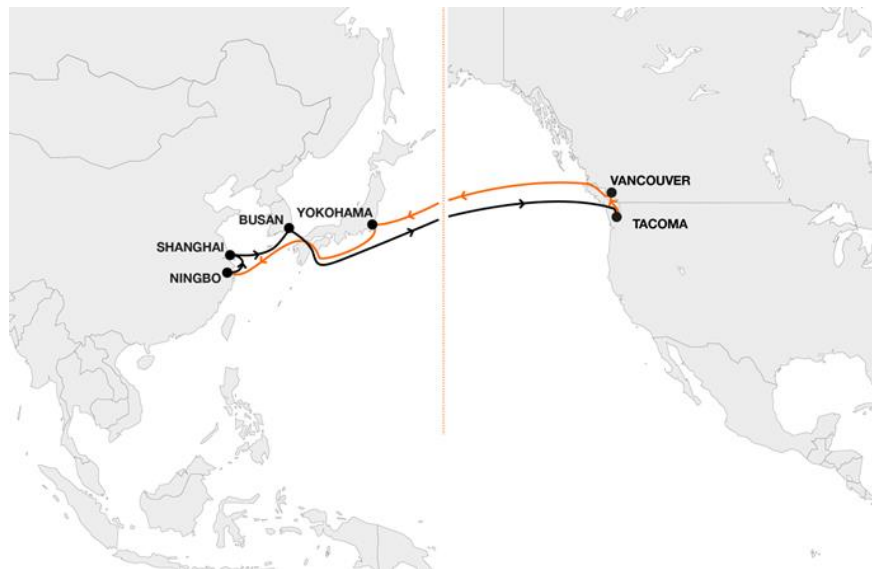 VANCOUVER
YOKOHAMA
BUSAN
TACOMA
SHANGHAI
NINGBO